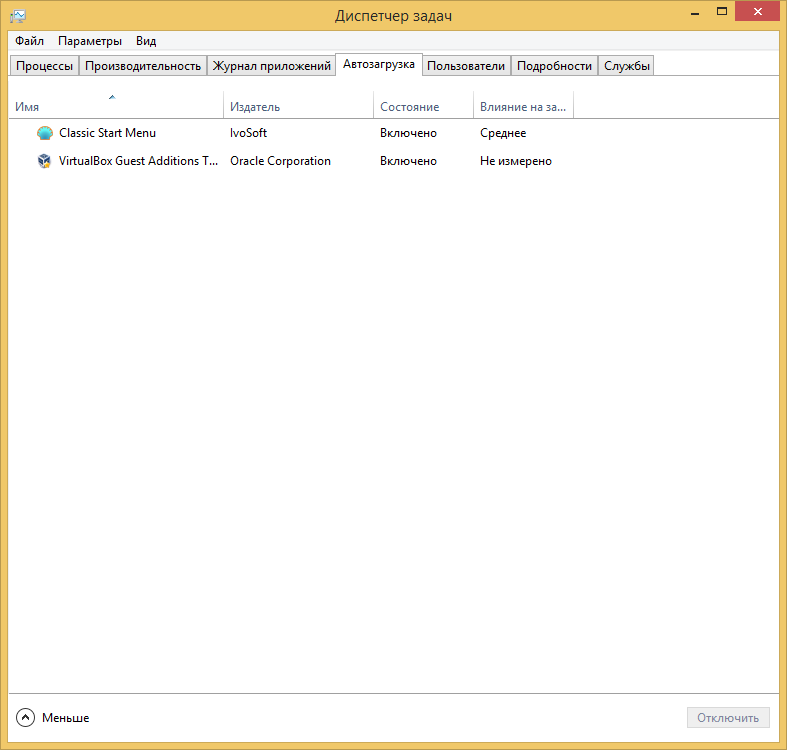 Диспетчер задач
Файл Параметры Вид
Процессы Производительность Журнал приложений Автозагрузка Пользователи Подробности Службы
Имя Издатель Состояние Влияние на за...
Classic Start Menu IvoSoft Включено Среднее
VirtualBox Guest Additions T... Oracle Corporation Включено Не измерено
Меньше Отключить